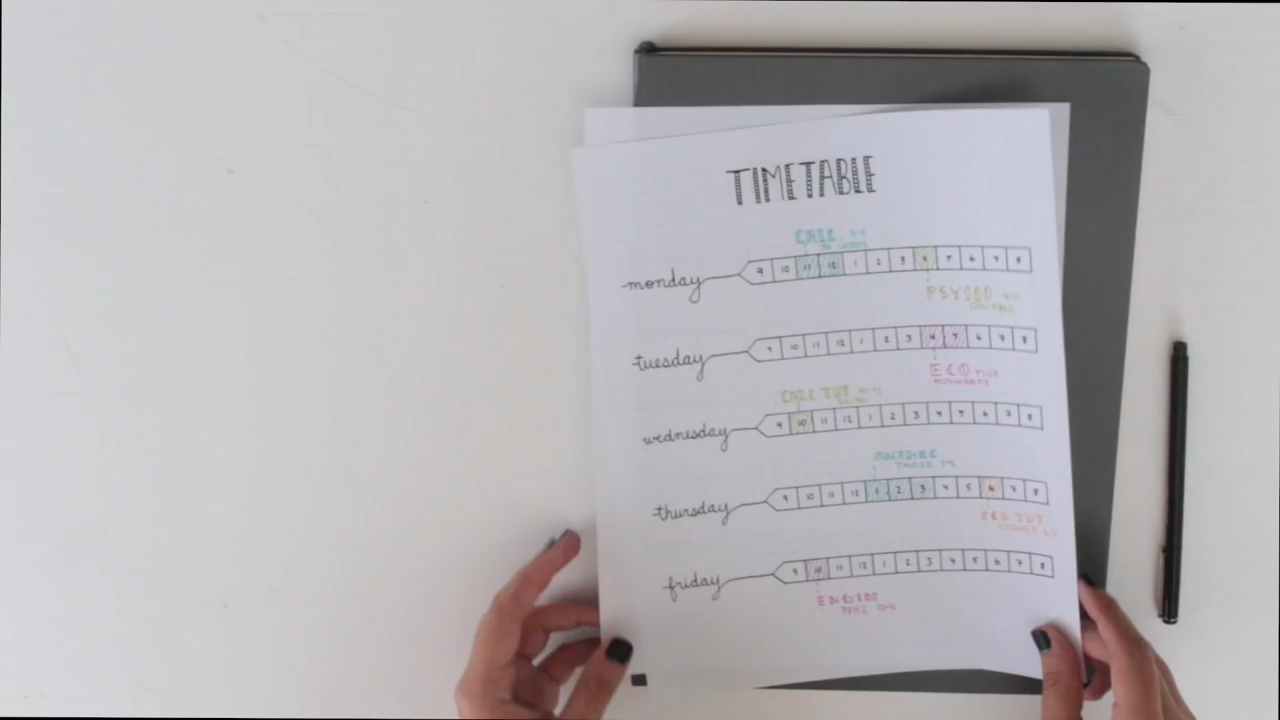 TIMETABLE
CALC
monday 9 10 11 12 1 2 3 4 5 6 7 8
PSY100
tuesday 9 10 11 12 1 2 3 4 5 6 7 8
ECO
CALC TUT
wednesday 9 10 11 12 1 2 3 4 5 6 7 8
thursday 9 10 11 12 1 2 3 4 5 6 7 8
ECO TUT
friday 9 10 11 12 1 2 3 4 5 6 7 8